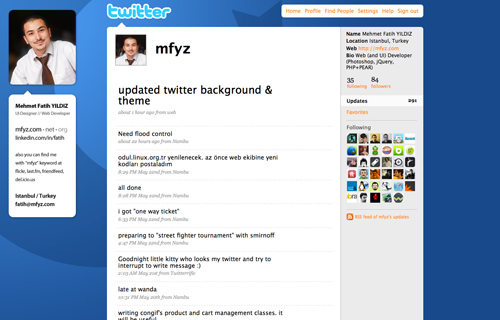 twitter
Home Profile Find People Settings Help Sign out
Mehmet Fatih YILDIZ
UI Designer // Web Developer
mfyz.com - net - org
linkedin.com/in/fatih
also you can find me
with "mfyz" keyword at
flickr, last.fm, friendfeed,
del.icio.us
Istanbul / Turkey
fatih@mfyz.com
mfyz
updated twitter background &
theme
about 1 hour ago from web
Need flood control
about 20 hours ago from Nambu
odul.linux.org.tr yenilenecek. az önce web ekibine yeni
kodları postaladım
8:29 PM May 22nd from Nambu
all done
8:28 PM May 22nd from Nambu
i got "one way ticket"
6:35 PM May 22nd from Nambu
preparing to "street fighter tournament" with smirnoff
4:47 PM May 22nd from Nambu
Goodnight little kitty who looks my twitter and try to
interrupt to write message :)
2:05 AM May 21st from Twitterrific
late at wanda
10:31 PM May 20th from Nambu
writing congif's product and cart management classes. it
will be useful
Name Mehmet Fatih YILDIZ
Location Istanbul, Turkey
Web http://mfyz.com
Bio Web (and UI) Developer
(Photoshop, jQuery,
PHP+PEAR)
35 84
following followers
Updates 291
Favorites
Following
RSS feed of mfyz's updates